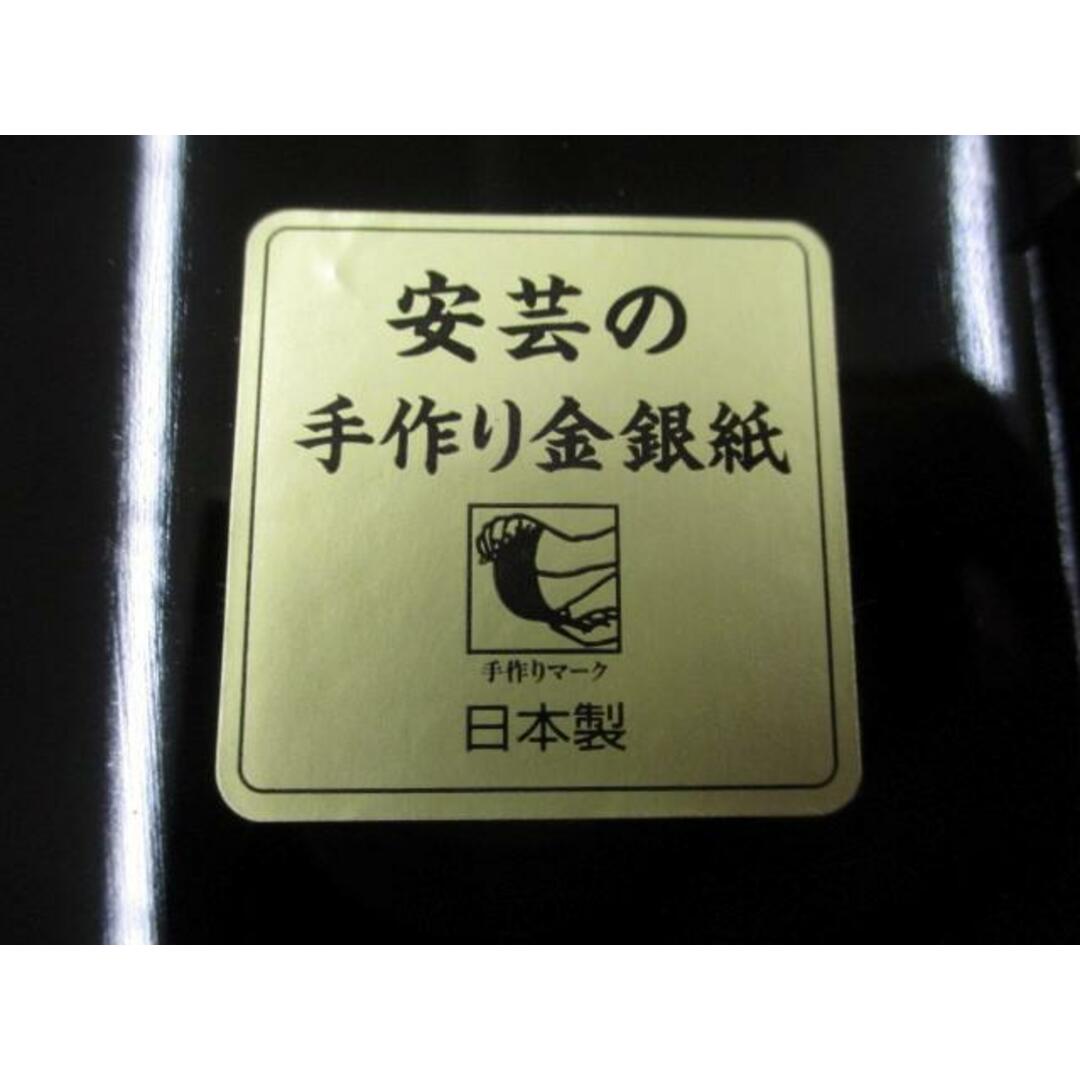 安芸の
手作り金銀紙
手作りマーク
日本製